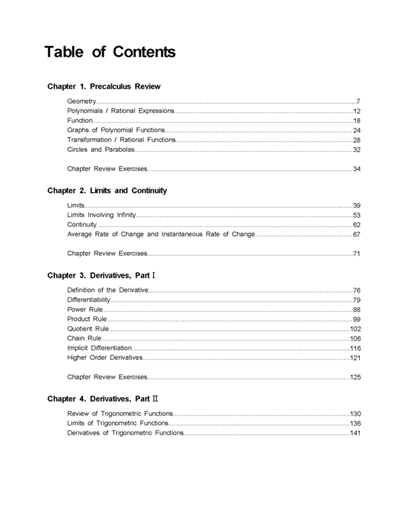 Table of Contents
Chapter 1. Precalculus Review
Geometry........7
Polynomials / Rational Expressions........12
Function........18
Graphs of Polynomial Functions........24
Transformation / Rational Functions........28
Circles and Parabolas........32
Chapter Review Exercises........34
Chapter 2. Limits and Continuity
Limits........39
Limits Involving Infinity........53
Continuity........62
Average Rate of Change and Instantaneous Rate of Change........67
Chapter Review Exercises........71
Chapter 3. Derivatives, Part Ⅰ
Definition of the Derivative........76
Differentiability........79
Power Rule........88
Product Rule........99
Quotient Rule........102
Chain Rule........106
Implicit Differentiation........116
Higher Order Derivatives........121
Chapter Review Exercises........125
Chapter 4. Derivatives, Part Ⅱ
Review of Trigonometric Functions........130
Limits of Trigonometric Functions........136
Derivatives of Trigonometric Functions........141